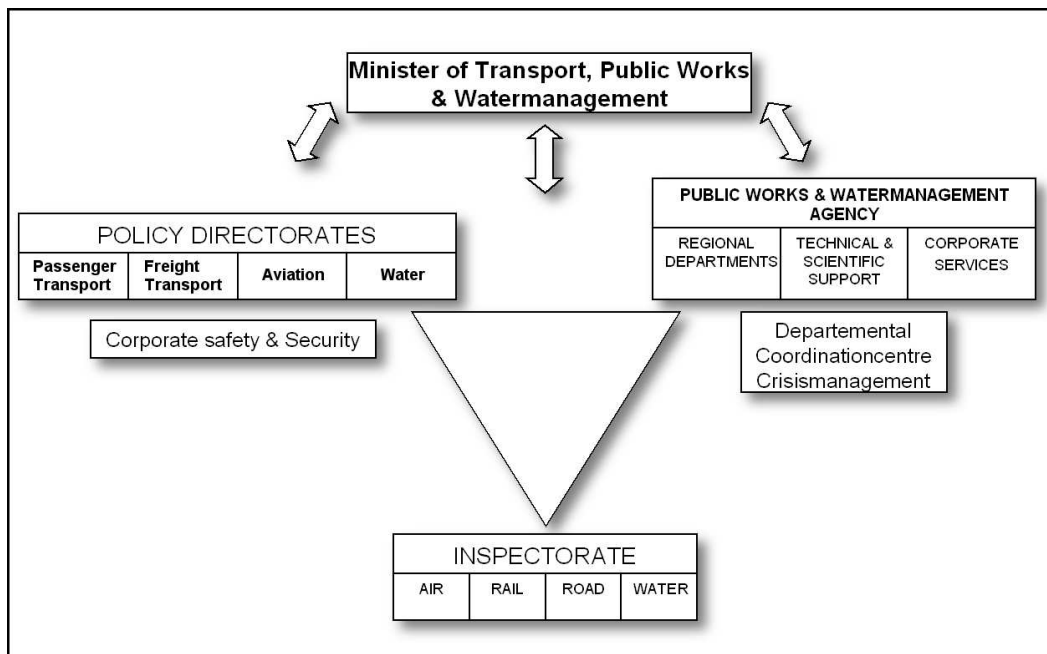 Minister of Transport, Public Works
& Watermanagement
POLICY DIRECTORATES
Passenger
Transport
Freight
Transport
Aviation
Water
Corporate safety & Security
PUBLIC WORKS & WATERMANAGEMENT
AGENCY
REGIONAL
DEPARTMENTS
TECHNICAL &
SCIENTIFIC
SUPPORT
CORPORATE
SERVICES
Departemental
Coordinationcentre
Crisismanagement
INSPECTORATE
AIR
RAIL
ROAD
WATER